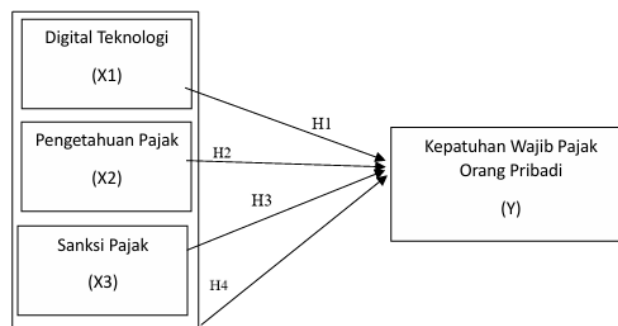 Digital Teknologi
(X1)
H1
Pengetahuan Pajak
(X2)
H2
Kepatuhan Wajib Pajak
Orang Pribadi
(Y)
H3
Sanksi Pajak
(X3)
H4